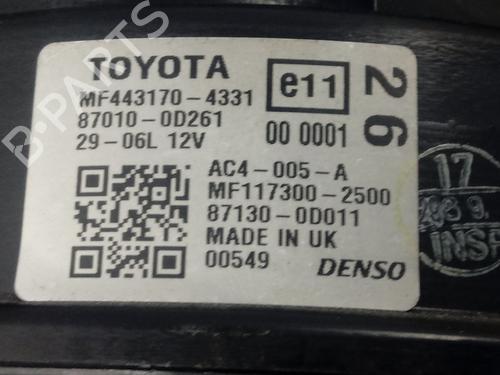 TOYOTA
e11
26
MF443170-4331
87010-0D261
29-06L 12V
00 0001
AC4-005-A
MF117300-2500
87130-0D011
MADE IN UK
00549
DENSO
17
INSP
B-PARTS